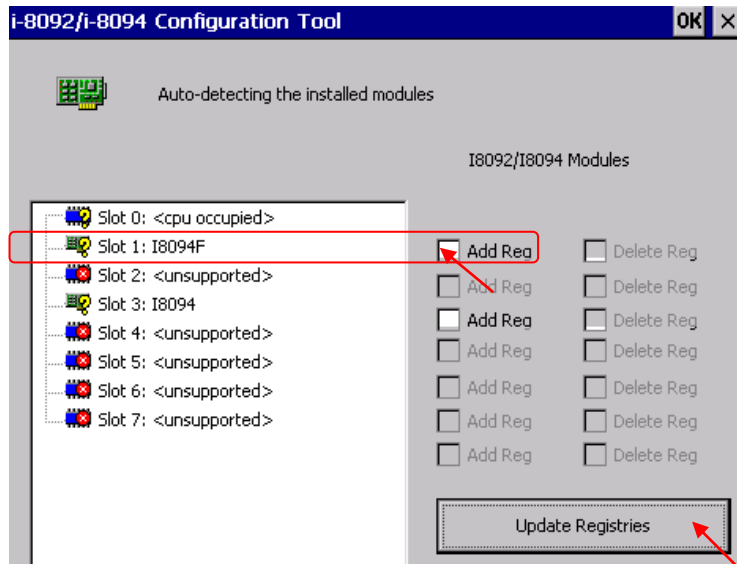 i-8092/i-8094 Configuration Tool OK ×
Auto-detecting the installed modules
I8092/I8094 Modules
Slot 0: <cpu occupied>
Slot 1: I8094F Add Reg Delete Reg
Slot 2: <unsupported> Add Reg Delete Reg
Slot 3: I8094 Add Reg Delete Reg
Slot 4: <unsupported> Add Reg Delete Reg
Slot 5: <unsupported> Add Reg Delete Reg
Slot 6: <unsupported> Add Reg Delete Reg
Slot 7: <unsupported> Add Reg Delete Reg
Update Registries